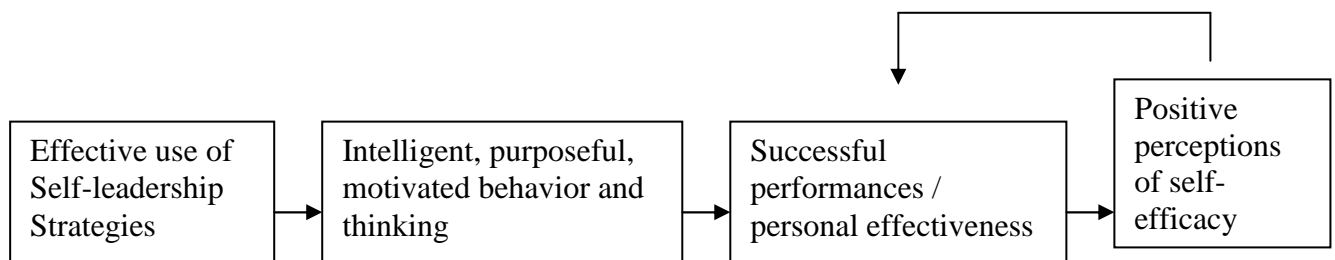 Effective use of
Self-leadership
Strategies
Intelligent, purposeful,
motivated behavior and
thinking
Successful
performances /
personal effectiveness
Positive
perceptions
of self-
efficacy